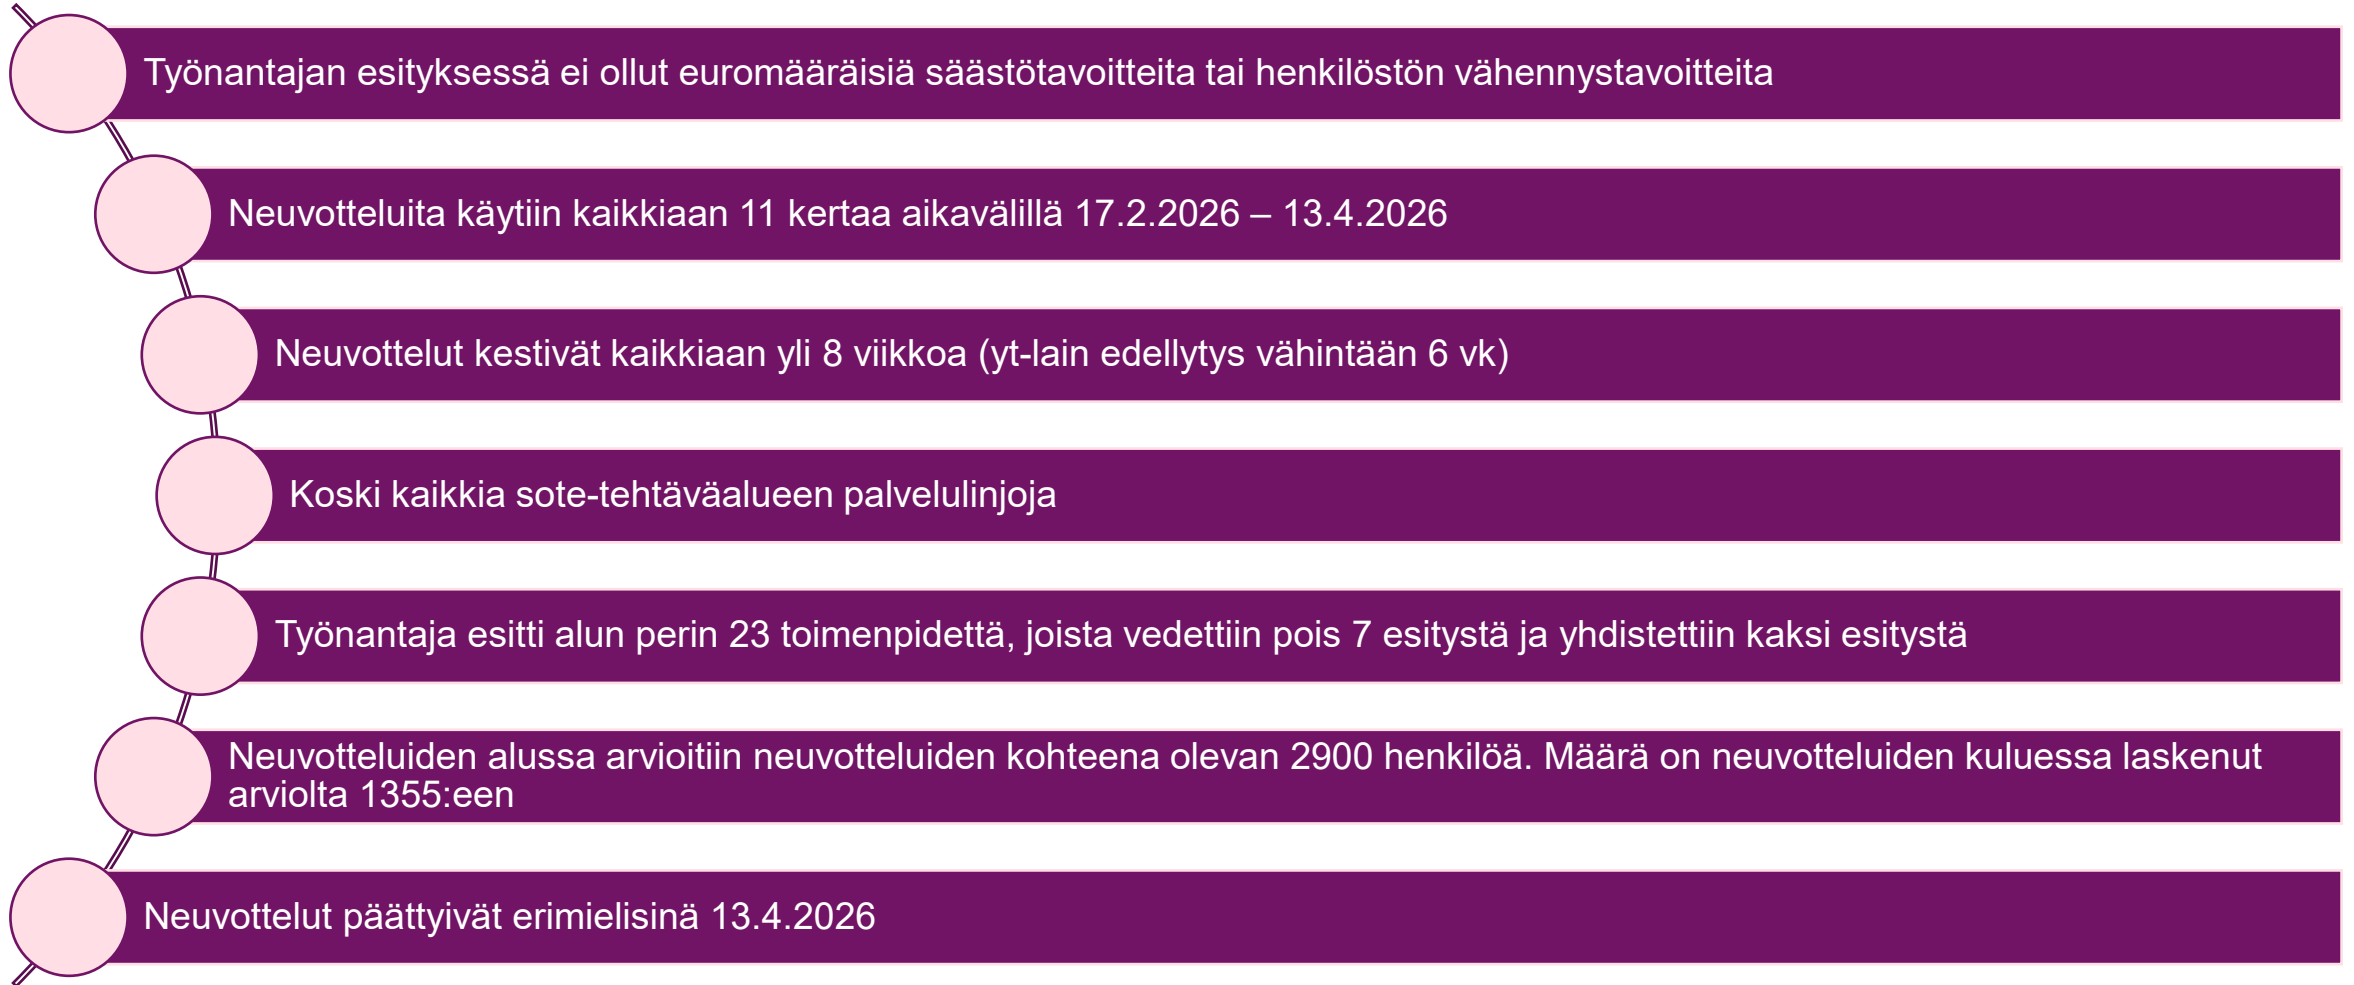 Työnantajan esityksessä ei ollut euromääräisiä säästötavoitteita tai henkilöstön vähennystavoitteita
Neuvotteluita käytiin kaikkiaan 11 kertaa aikavälillä 17.2.2026 – 13.4.2026
Neuvottelut kestivät kaikkiaan yli 8 viikkoa (yt-lain edellytys vähintään 6 vk)
Koski kaikkia sote-tehtäväalueen palvelulinjoja
Työnantaja esitti alun perin 23 toimenpidettä, joista vedettiin pois 7 esitystä ja yhdistettiin kaksi esitystä
Neuvotteluiden alussa arvioitiin neuvotteluiden kohteena olevan 2900 henkilöä. Määrä on neuvotteluiden kuluessa laskenut
arviolta 1355:een
Neuvottelut päättyivät erimielisinä 13.4.2026